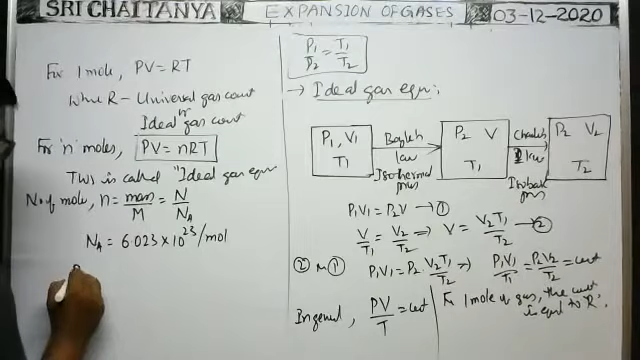 SRI CHAITANYA
EXPANSION OF GASES
03-12-2020
For 1 mole, PV = RT
where R - Universal gas const
or
Ideal gas const
For 'n' moles, PV = nRT
This is called "Ideal gas eqn
No. of moles, n = mass/M = N/N_A
N_A = 6.023 × 10^23/mol
P₁/P₂ = T₁/T₂
→ Ideal gas eqn:
P₁, V₁ T₁
Boyle's law Isothermal process
P₂ V T₁
Charles law Isobar process
P₂ V₂ T₂
P₁V₁ = P₂V → ①
V/T₁ = V₂/T₂ ⇒ V = V₂T₁/T₂ → ②
② in ① P₁V₁ = P₂ · V₂T₁/T₂ ⇒ P₁V₁/T₁ = P₂V₂/T₂ = const
In general, PV/T = const
For 1 mole of gas, the const
is equal to 'R'.